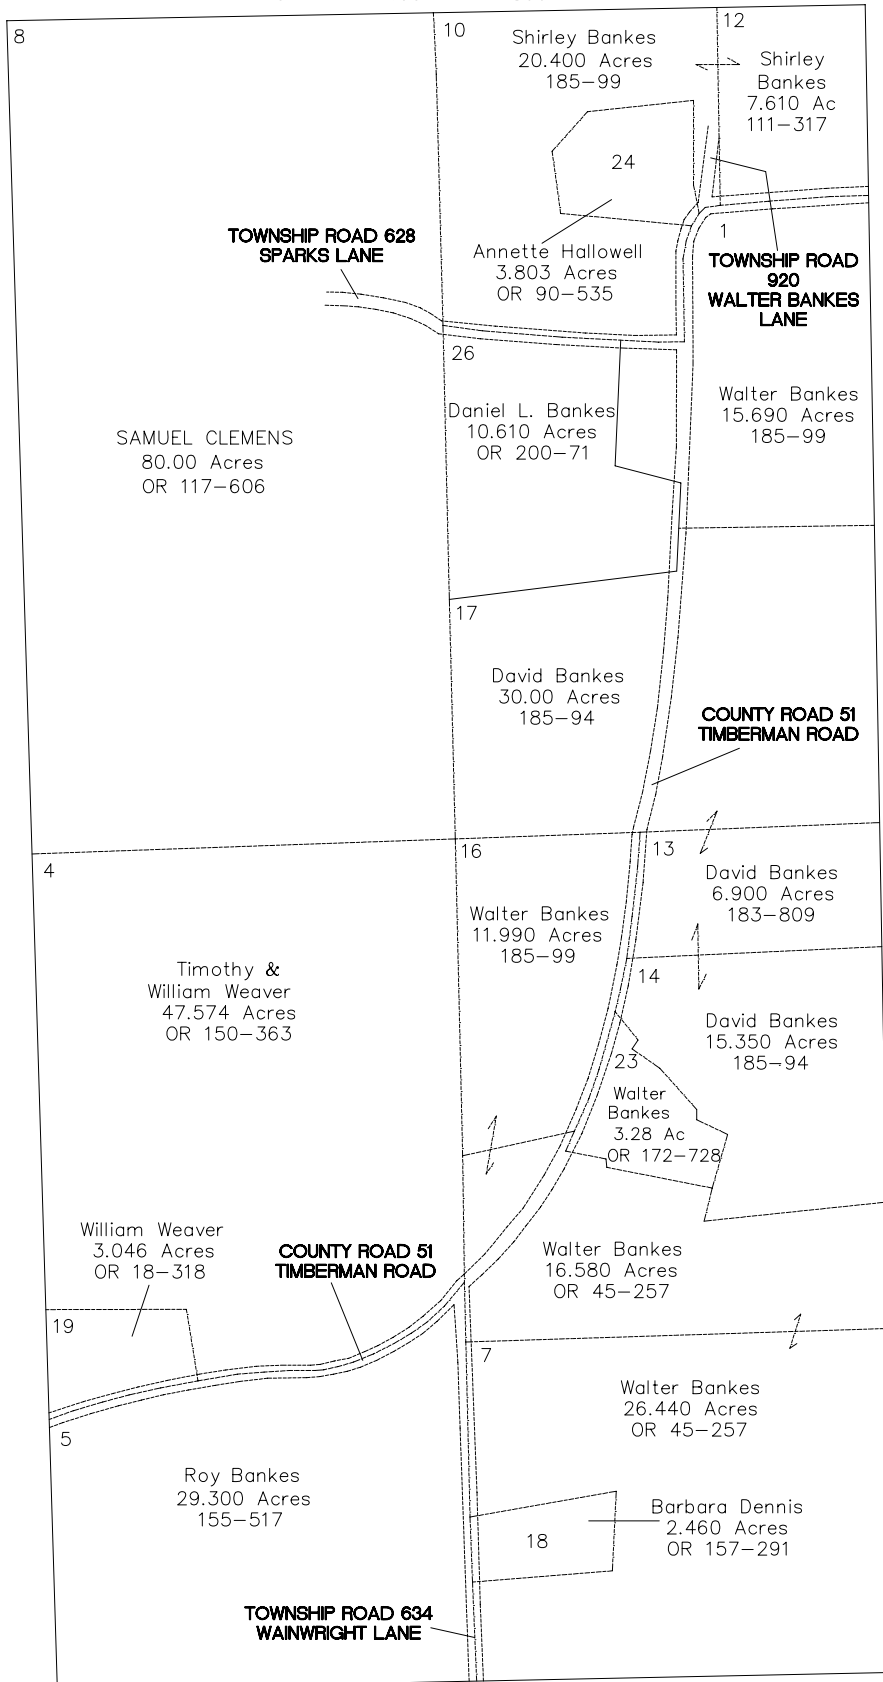 8
10
12
Shirley Bankes
20.400 Acres
185-99
Shirley
Bankes
7.610 Ac
111-317
24
1
TOWNSHIP ROAD 628
SPARKS LANE
Annette Hallowell
3.803 Acres
OR 90-535
TOWNSHIP ROAD
920
WALTER BANKES
LANE
26
Daniel L. Bankes
10.610 Acres
OR 200-71
Walter Bankes
15.690 Acres
185-99
SAMUEL CLEMENS
80.00 Acres
OR 117-606
17
David Bankes
30.00 Acres
185-94
COUNTY ROAD 51
TIMBERMAN ROAD
4
16
13
David Bankes
6.900 Acres
183-809
Walter Bankes
11.990 Acres
185-99
Timothy &
William Weaver
47.574 Acres
OR 150-363
14
David Bankes
15.350 Acres
185-94
23
Walter
Bankes
3.28 Ac
OR 172-728
William Weaver
3.046 Acres
OR 18-318
COUNTY ROAD 51
TIMBERMAN ROAD
Walter Bankes
16.580 Acres
OR 45-257
19
7
Walter Bankes
26.440 Acres
OR 45-257
5
Roy Bankes
29.300 Acres
155-517
18
Barbara Dennis
2.460 Acres
OR 157-291
TOWNSHIP ROAD 634
WAINWRIGHT LANE